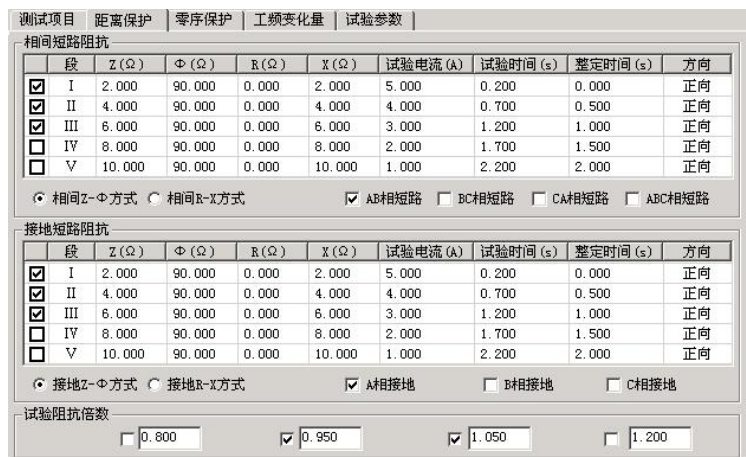 测试项目 距离保护 零序保护 工频变化量 试验参数
相间短路阻抗
段 Z(Ω) Φ(Ω) R(Ω) X(Ω) 试验电流(A) 试验时间(s) 整定时间(s) 方向
I 2.000 90.000 0.000 2.000 5.000 0.200 0.000 正向
II 4.000 90.000 0.000 4.000 4.000 0.700 0.500 正向
III 6.000 90.000 0.000 6.000 3.000 1.200 1.000 正向
IV 8.000 90.000 0.000 8.000 2.000 1.700 1.500 正向
V 10.000 90.000 0.000 10.000 1.000 2.200 2.000 正向
相间Z-Φ方式 相间R-X方式 AB相短路 BC相短路 CA相短路 ABC相短路
接地短路阻抗
段 Z(Ω) Φ(Ω) R(Ω) X(Ω) 试验电流(A) 试验时间(s) 整定时间(s) 方向
I 2.000 90.000 0.000 2.000 5.000 0.200 0.000 正向
II 4.000 90.000 0.000 4.000 4.000 0.700 0.500 正向
III 6.000 90.000 0.000 6.000 3.000 1.200 1.000 正向
IV 8.000 90.000 0.000 8.000 2.000 1.700 1.500 正向
V 10.000 90.000 0.000 10.000 1.000 2.200 2.000 正向
接地Z-Φ方式 接地R-X方式 A相接地 B相接地 C相接地
试验阻抗倍数
0.800 0.950 1.050 1.200